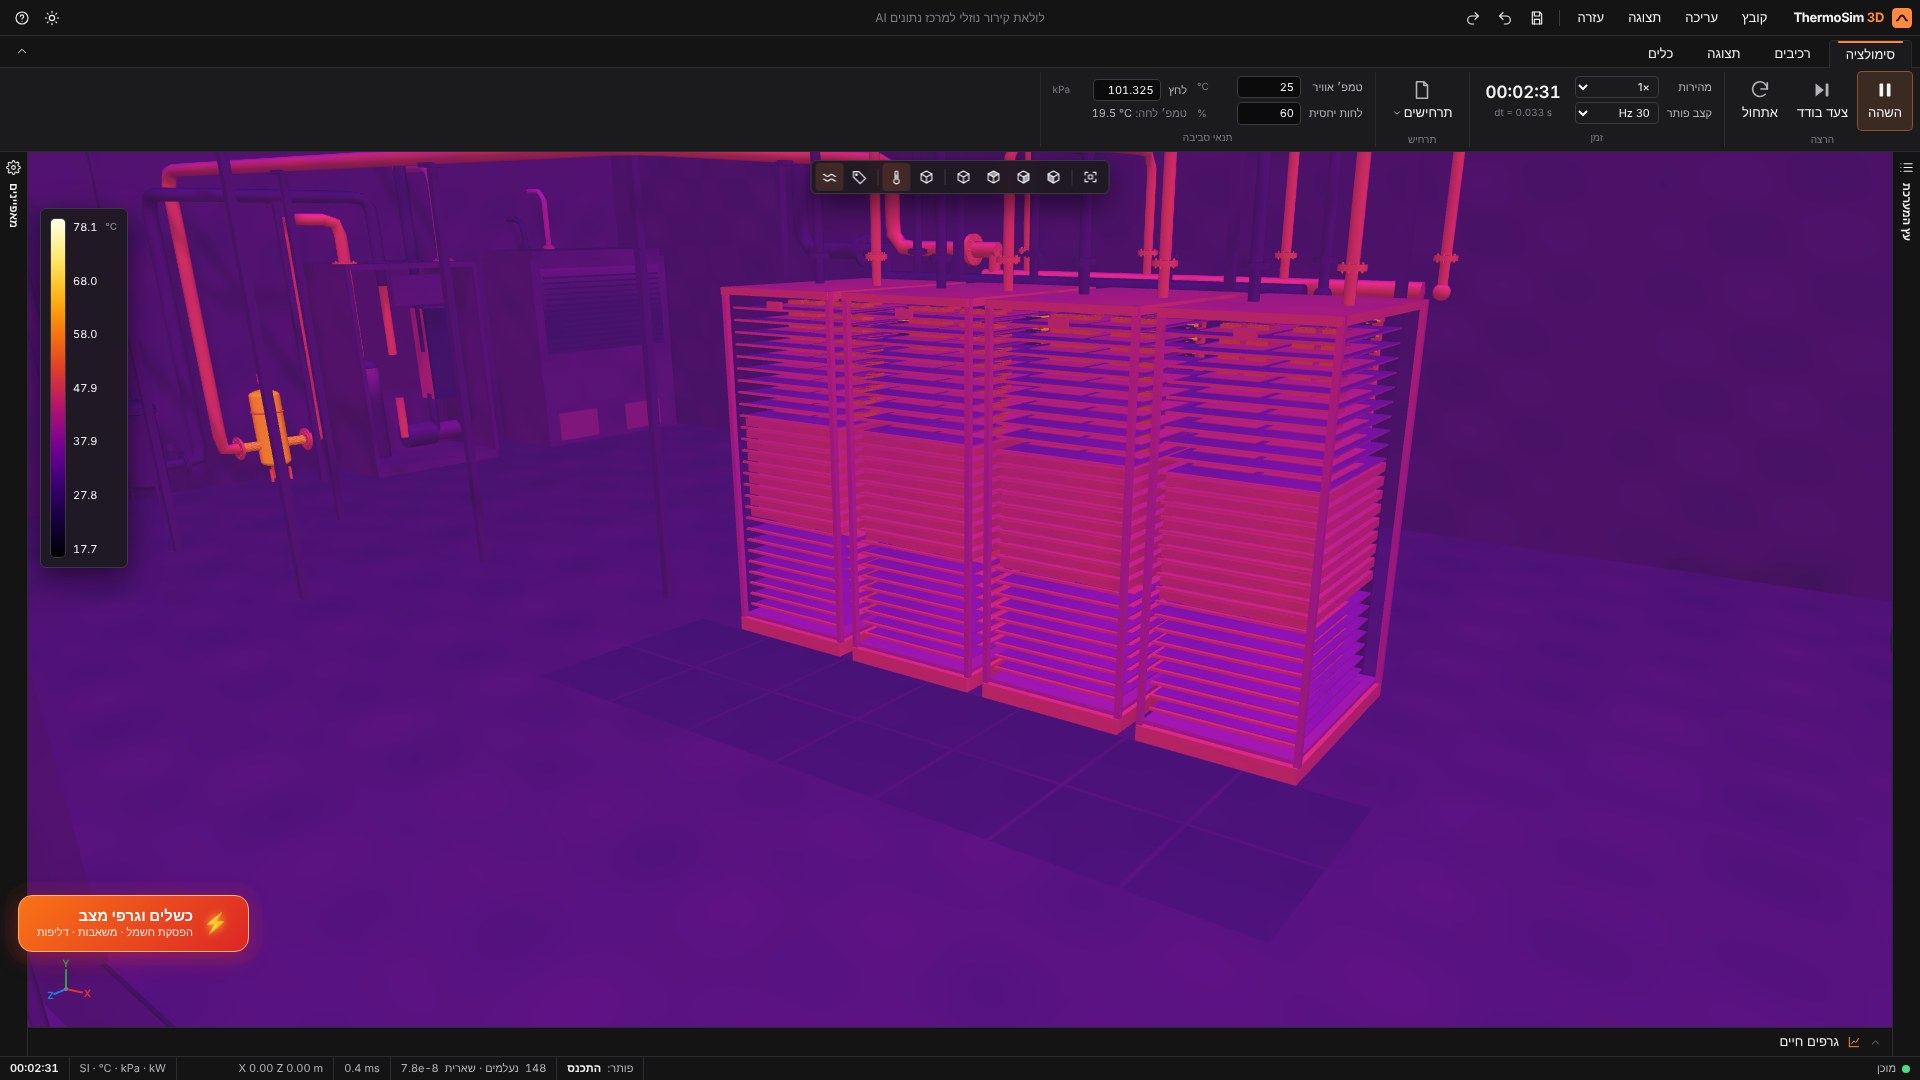 ThermoSim 3D
קובץ
עריכה
תצוגה
עזרה
לולאת קירור נוזלי למרכז נתונים AI
סימולציה
רכיבים
תצוגה
כלים
השהה
צעד בודד
אתחול
הרצה
מהירות
1×
קצב פותר
30 Hz
00:02:31
dt = 0.033 s
זמן
תרחישים
תרחיש
טמפ׳ אוויר
25
°C
לחץ
101.325
kPa
לחות יחסית
60
%
טמפ׳ לחה: 19.5 °C
תנאי סביבה
עץ המערכת
מאפיינים
78.1 °C
68.0
58.0
47.9
37.9
27.8
17.7
כשלים וגרפי מצב
הפסקת חשמל · משאבות · דליפות
Y
Z
X
גרפים חיים
מוכן
פותר: התכנס
148 נעלמים · שארית 7.8e-8
0.4 ms
X 0.00 Z 0.00 m
SI · °C · kPa · kW
00:02:31